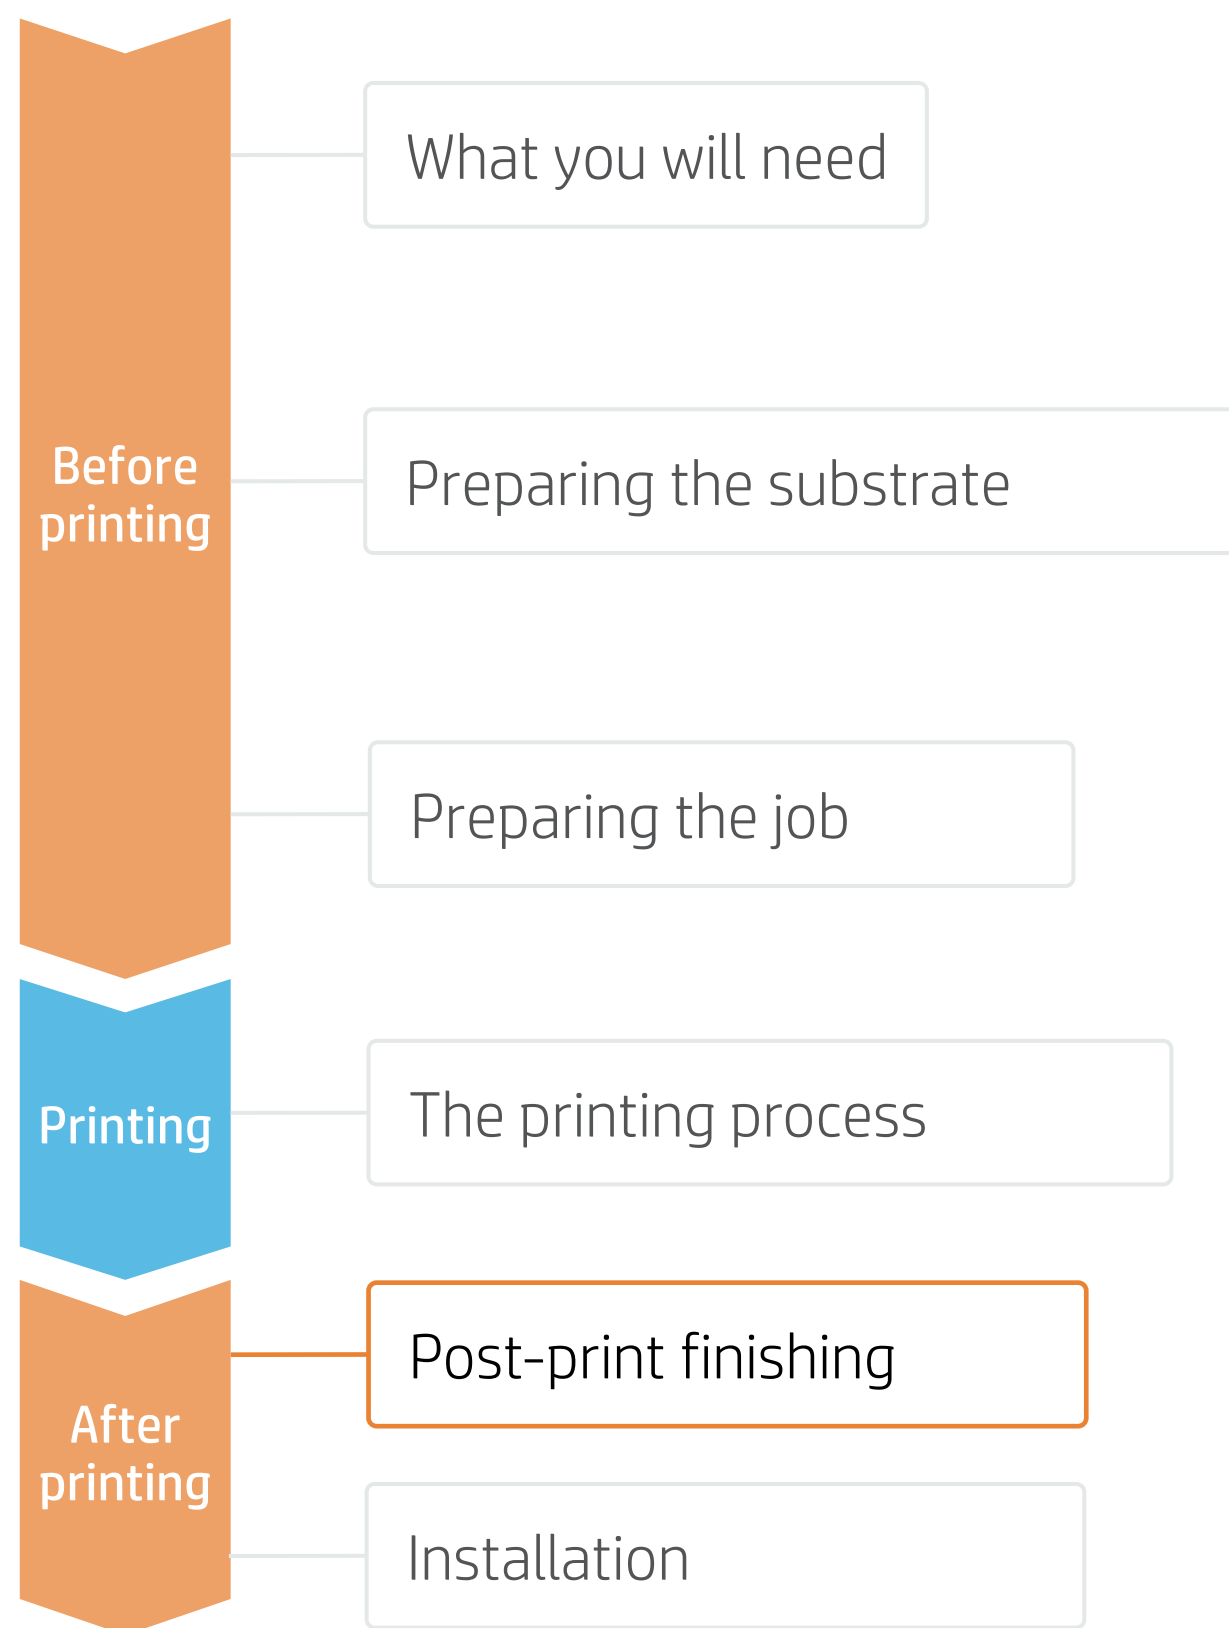 What you will need
Before
printing
Preparing the substrate
Preparing the job
Printing
The printing process
After
printing
Post-print finishing
Installation